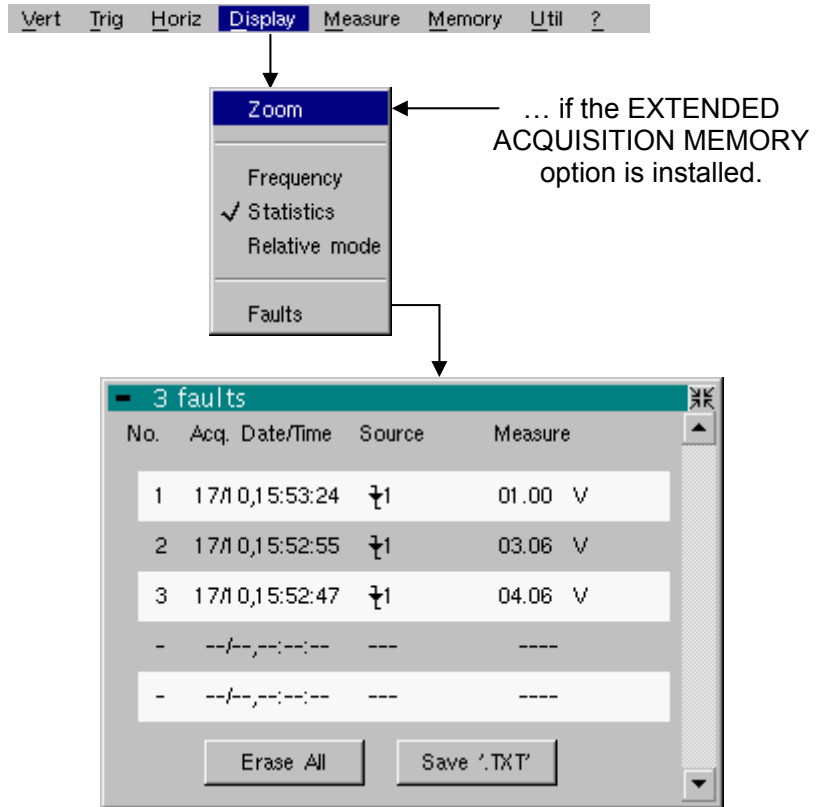 Vert Trig Horiz Display Measure Memory Util ?
Zoom
… if the EXTENDED
ACQUISITION MEMORY
option is installed.
Frequency
✓ Statistics
Relative mode
Faults
3 faults
No. Acq. Date/Time Source Measure
1 17/10,15:53:24 1 01.00 V
2 17/10,15:52:55 1 03.06 V
3 17/10,15:52:47 1 04.06 V
- --/--,--:--:-- --- ----
- --/--,--:--:-- --- ----
Erase All Save '.TXT'